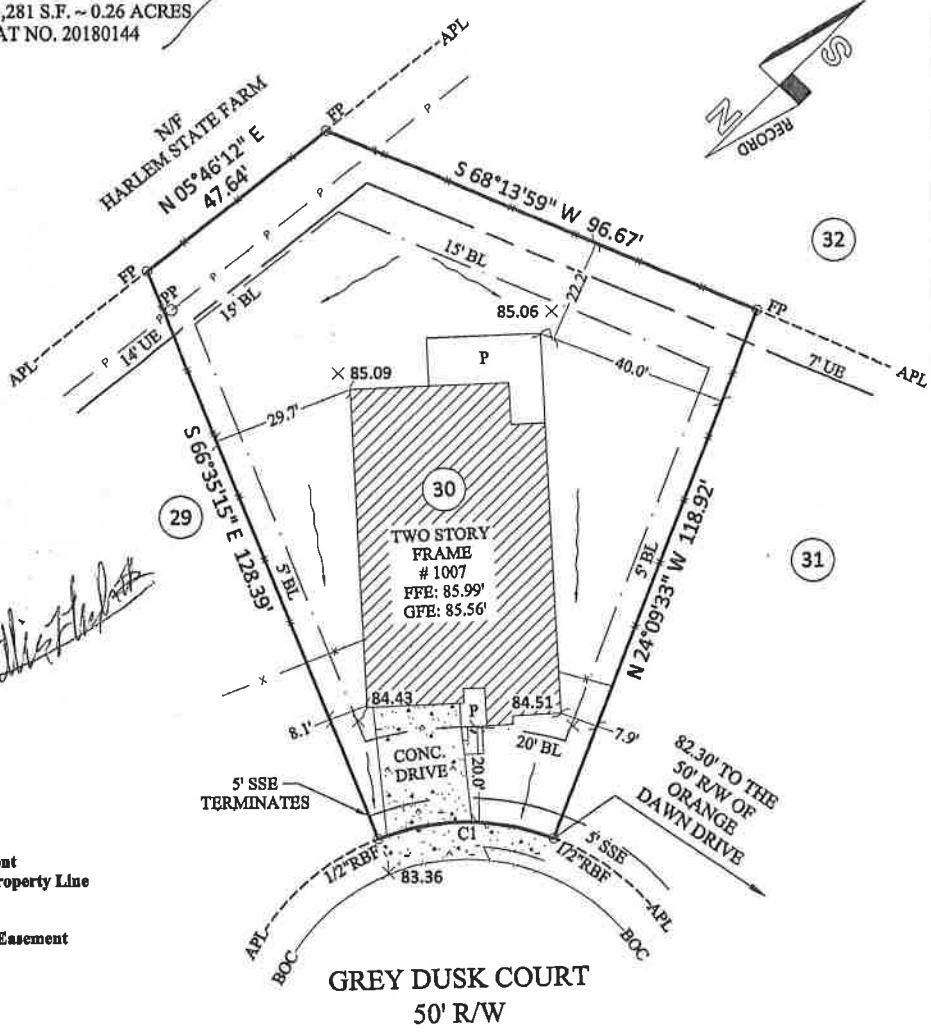 ,281 S.F. ~ 0.26 ACRES
AT NO. 20180144
APL
S
N
RECORD
N/F
HARLEM STATE FARM
N 05°46'12" E
47.64'
FP
P
P
P
P
S 68°13'59" W 96.67'
32
FP
PP
P
P
APL
14' UE
15' BL
15' BL
22.2'
85.06
FP
7' UE
APL
40.0'
P
85.09
29.7'
S 66°35'15" E 128.39'
29
30
TWO STORY
FRAME
# 1007
FFE: 85.99'
GFE: 85.56'
5' BL
5' BL
N 24°09'33" W 118.92'
31
84.43
P
84.51
8.1'
7.9'
CONC.
DRIVE
20.0'
20' BL
5' SSE
TERMINATES
82.30' TO THE
50' R/W OF
ORANGE
DAWN DRIVE
C1
5' SSE
1/2"RBF
1/2"RBF
83.36
APL
APL
BOC
BOC
nt
roperty Line
Easement
GREY DUSK COURT
50' R/W